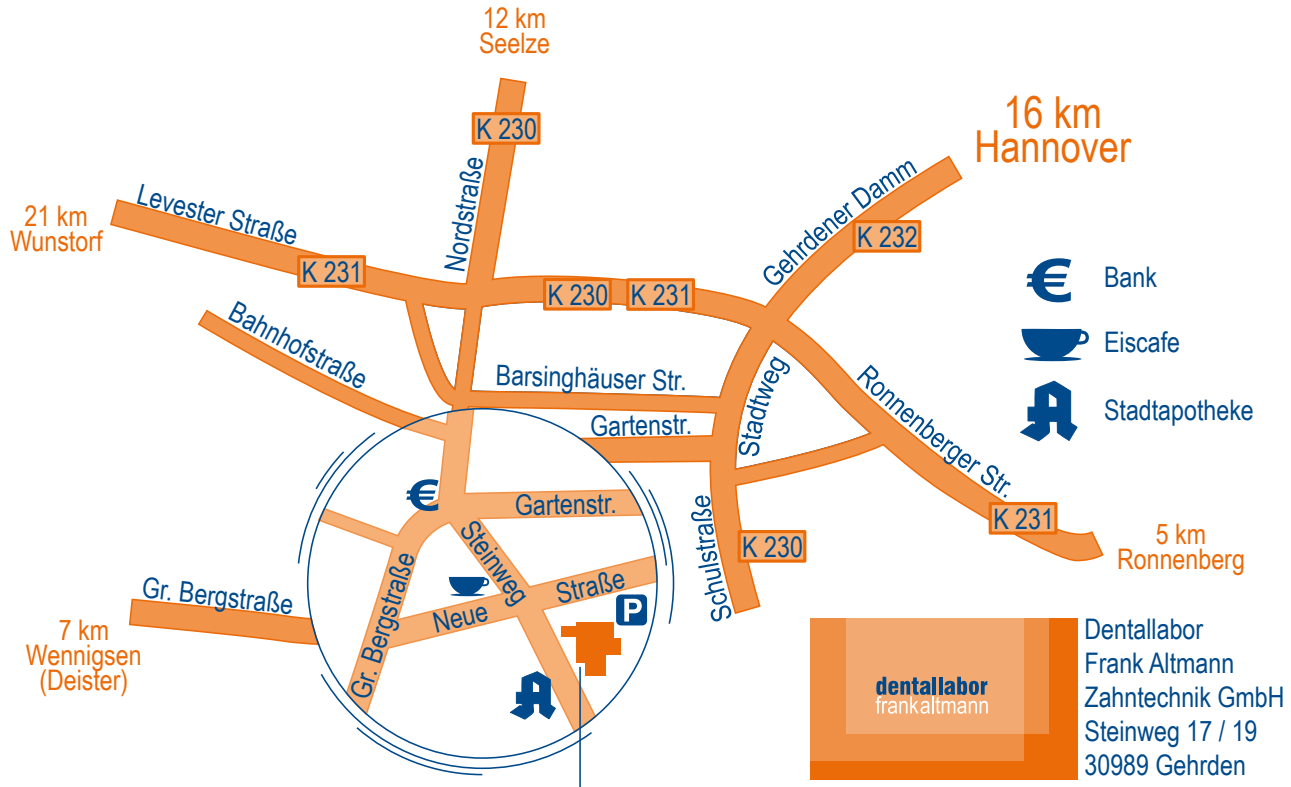 12 km
Seelze
16 km
Hannover
K 230
Nordstraße
Levester Straße
21 km
Wunstorf
K 231
Gehrdener Damm
K 232
K 230
K 231
Bank
Eiscafe
Stadtapotheke
Bahnhofstraße
Barsinghäuser Str.
Gartenstr.
Stadtweg
Ronnenberger Str.
K 231
5 km
Ronnenberg
Schulstraße
K 230
Gartenstr.
Steinweg
Neue Straße
P
Gr. Bergstraße
Gr. Bergstraße
7 km
Wennigsen
(Deister)
dentallabor
frankaltmann
Dentallabor
Frank Altmann
Zahntechnik GmbH
Steinweg 17 / 19
30989 Gehrden